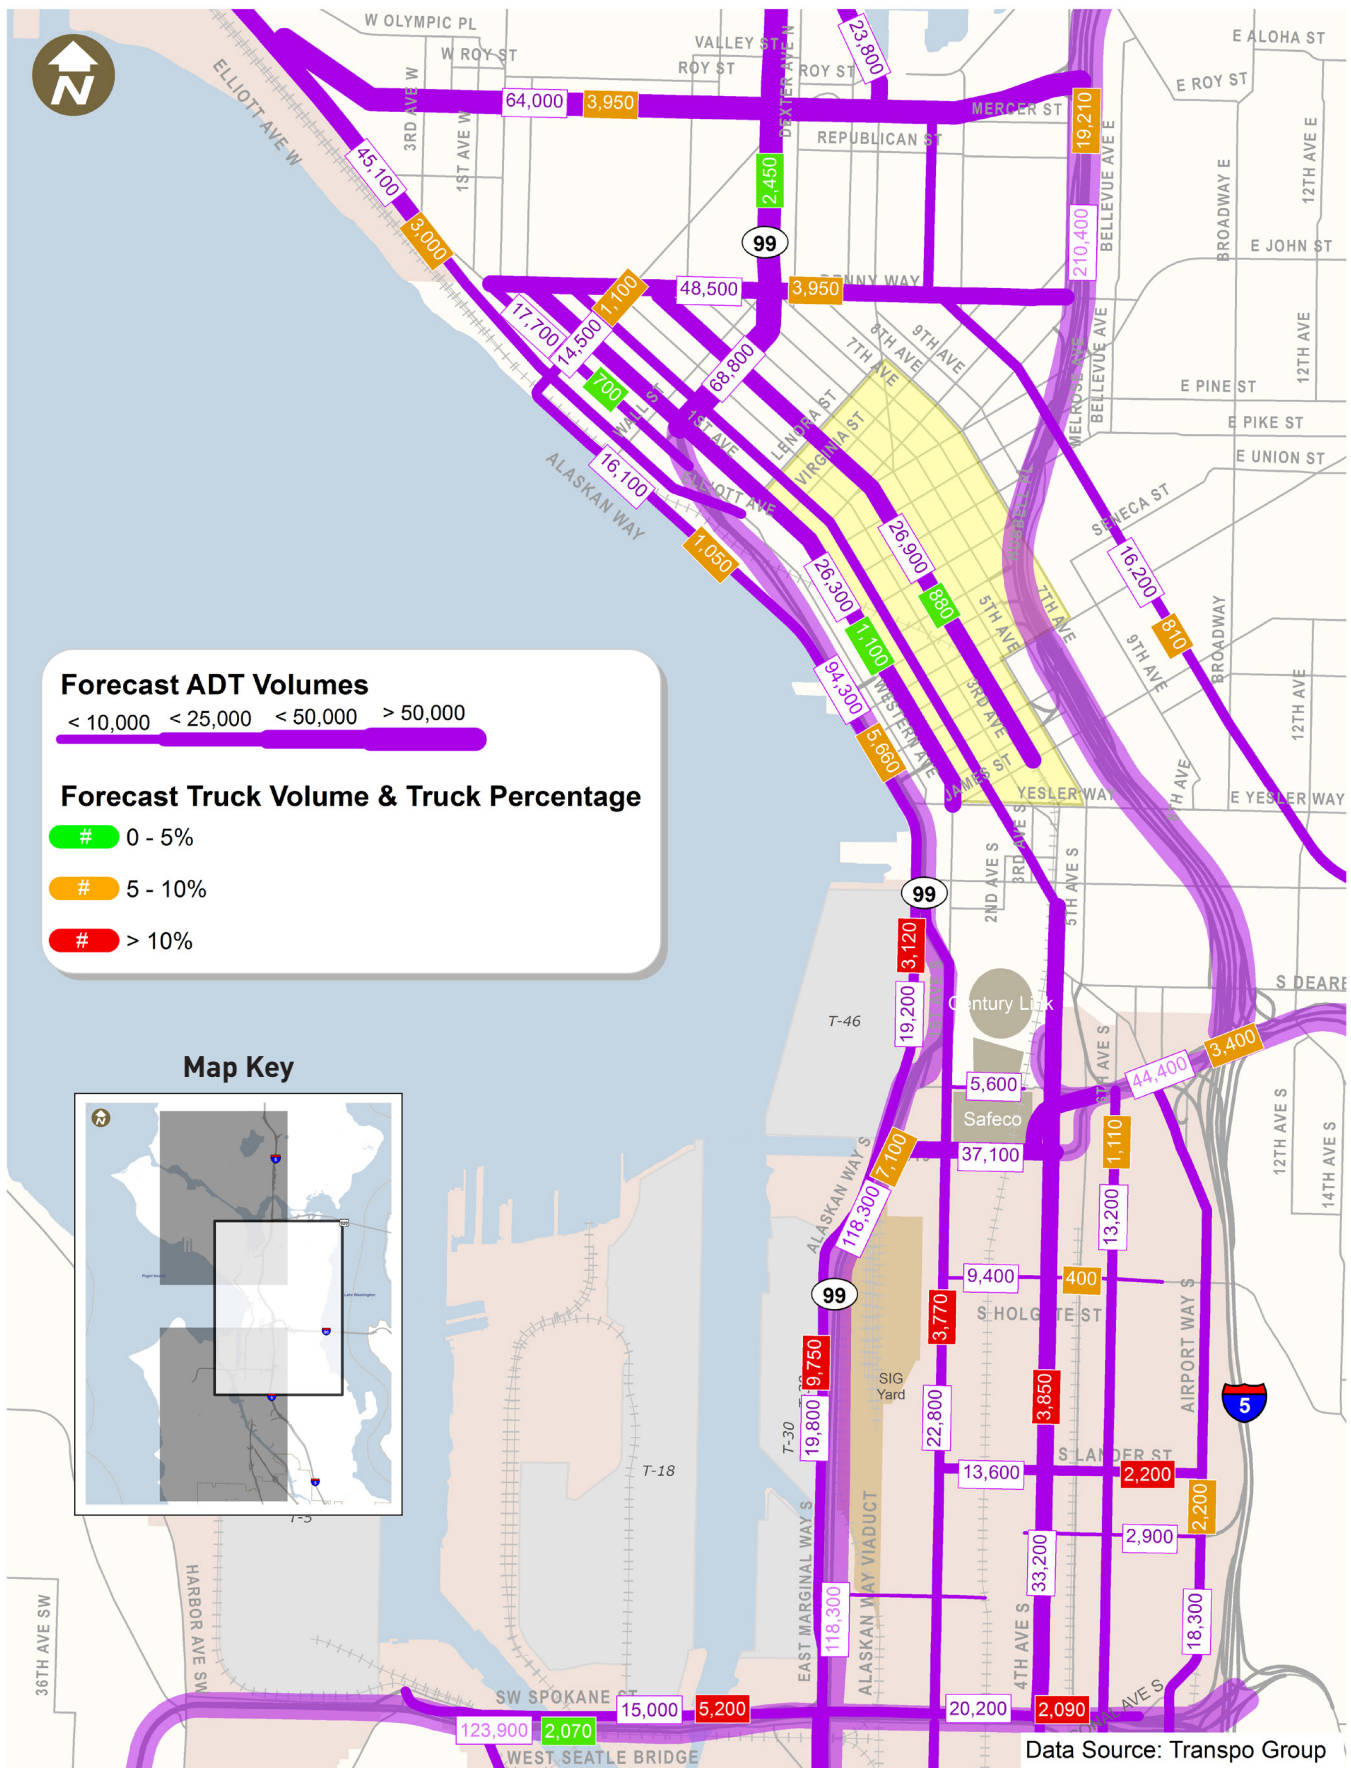 W OLYMPIC PL
W ROY ST
VALLEY ST
ROY ST
ROY ST
DEXTER AVE N
23,800
E ALOHA ST
E ROY ST
N
ELLIOTT AVE W
3RD AVE W
1ST AVE W
64,000
3,950
MERCER ST
REPUBLICAN ST
19,210
BELLEVUE AVE E
12TH AVE E
BROADWAY E
45,100
3,000
2,450
99
210,400
E JOHN ST
48,500
3,950
DENNY WAY
1,100
17,700
14,500
700
68,800
7TH AVE
8TH AVE
9TH AVE
MELROSE AVE
BELLEVUE AVE
12TH AVE
E PINE ST
E PIKE ST
E UNION ST
WALL ST
1ST AVE
LENORA ST
VIRGINIA ST
ELLIOTT AVE
16,100
ALASKAN WAY
1,050
HUBBELL PL
SENECA ST
26,900
880
26,300
1,100
5TH AVE
7TH AVE
16,200
810
9TH AVE
BROADWAY
12TH AVE
94,300
5,660
WESTERN AVE
3RD AVE
JAMES ST
YESLER WAY
8TH AVE
E YESLER WAY
Forecast ADT Volumes
< 10,000
< 25,000
< 50,000
> 50,000
Forecast Truck Volume & Truck Percentage
# 0 - 5%
# 5 - 10%
# > 10%
99
2ND AVE S
3RD AVE S
5TH AVE S
3,120
19,200
T-46
Century Link
S DEARB
5,600
Safeco
37,100
6TH AVE S
44,400
3,400
1,110
13,200
12TH AVE S
14TH AVE S
Map Key
N
7,100
118,300
ALASKAN WAY S
99
9,400
400
S HOLGATE ST
3,770
22,800
9,750
19,800
T-30
SIG
Yard
3,850
33,200
AIRPORT WAY S
5
S LANDER ST
13,600
2,200
2,200
2,900
18,300
T-18
T-5
EAST MARGINAL WAY S
ALASKAN WAY VIADUCT
118,300
4TH AVE S
36TH AVE SW
HARBOR AVE SW
SW SPOKANE ST
15,000
5,200
20,200
2,090
123,900
2,070
WEST SEATLE BRIDGE
Data Source: Transpo Group